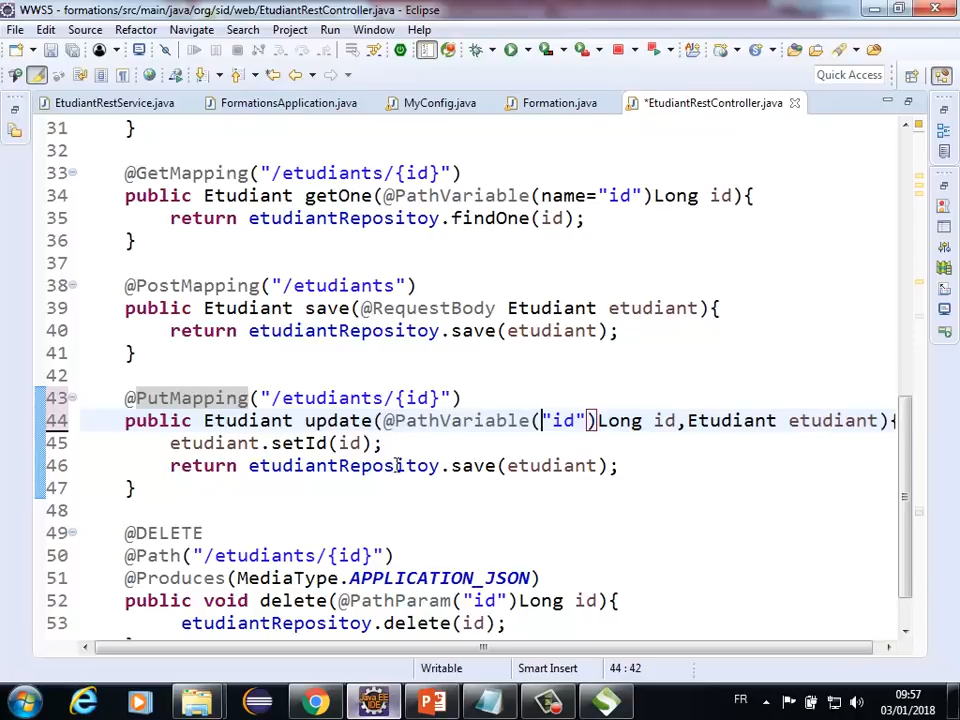 WWS5 - formations/src/main/java/org/sid/web/EtudiantRestController.java - Eclipse
File Edit Source Refactor Navigate Search Project Run Window Help
Quick Access
EtudiantRestService.java FormationsApplication.java MyConfig.java Formation.java *EtudiantRestController.java
31 }
32
33 @GetMapping("/etudiants/{id}")
34 public Etudiant getOne(@PathVariable(name="id")Long id){
35 return etudiantRepositoy.findOne(id);
36 }
37
38 @PostMapping("/etudiants")
39 public Etudiant save(@RequestBody Etudiant etudiant){
40 return etudiantRepositoy.save(etudiant);
41 }
42
43 @PutMapping("/etudiants/{id}")
44 public Etudiant update(@PathVariable("id")Long id,Etudiant etudiant){
45 etudiant.setId(id);
46 return etudiantRepositoy.save(etudiant);
47 }
48
49 @DELETE
50 @Path("/etudiants/{id}")
51 @Produces(MediaType.APPLICATION_JSON)
52 public void delete(@PathParam("id")Long id){
53 etudiantRepositoy.delete(id);
Writable Smart Insert 44 : 42
FR 09:57
03/01/2018